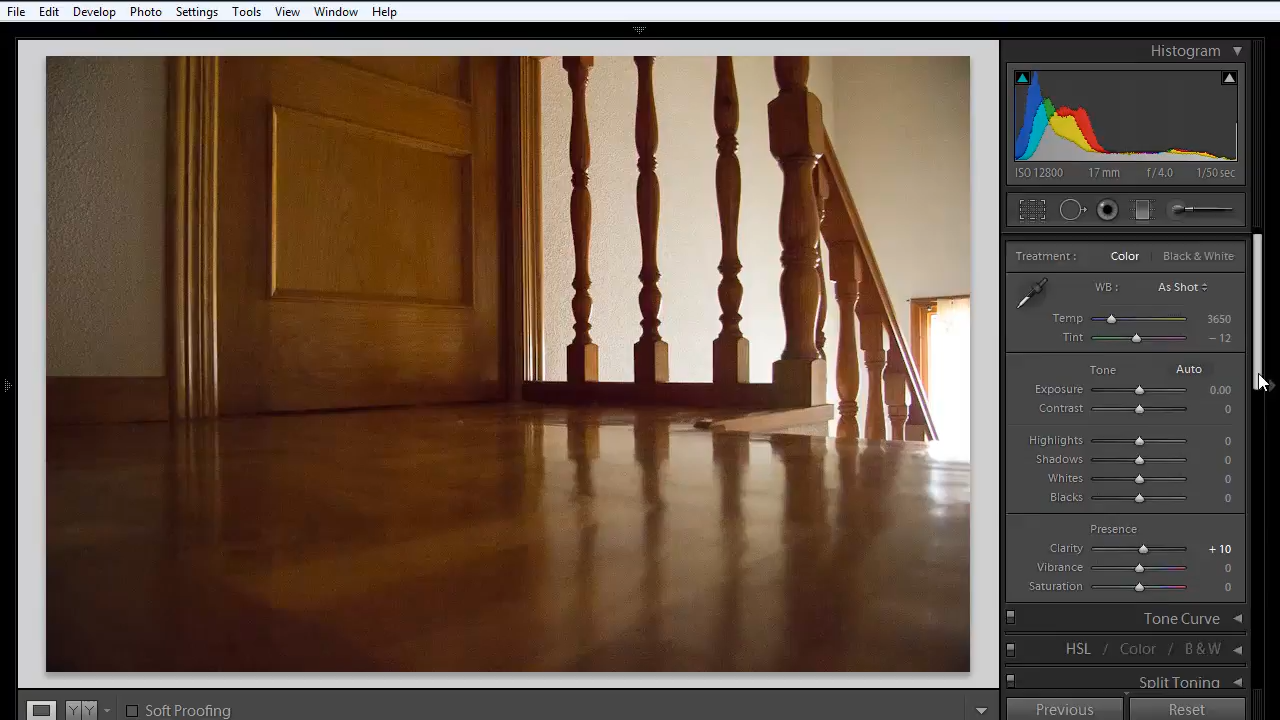 File Edit Develop Photo Settings Tools View Window Help
Histogram
ISO 12800 17 mm f / 4.0 1/50 sec
Treatment : Color Black & White
WB : As Shot
Temp 3650
Tint − 12
Tone Auto
Exposure 0.00
Contrast 0
Highlights 0
Shadows 0
Whites 0
Blacks 0
Presence
Clarity + 10
Vibrance 0
Saturation 0
Tone Curve
HSL / Color / B & W
Split Toning
Soft Proofing Previous Reset